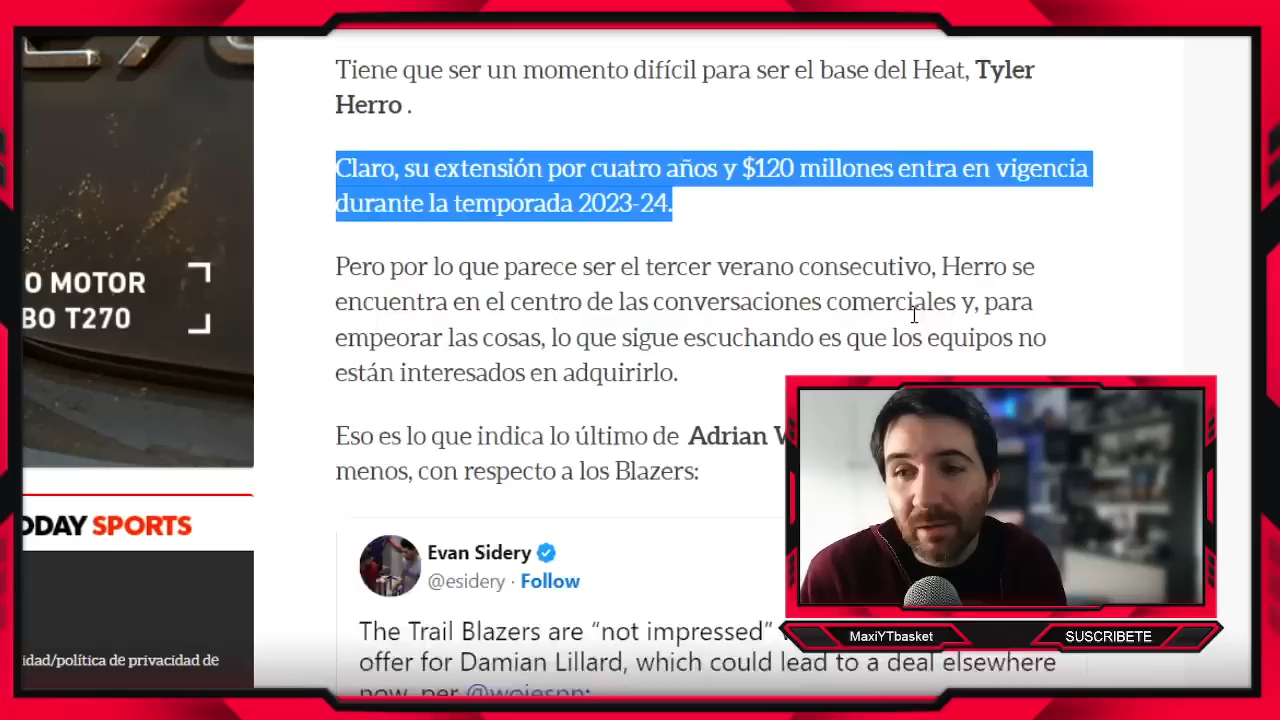 Tiene que ser un momento difícil para ser el base del Heat, Tyler
Herro .
Claro, su extensión por cuatro años y $120 millones entra en vigencia
durante la temporada 2023-24.
Pero por lo que parece ser el tercer verano consecutivo, Herro se
encuentra en el centro de las conversaciones comerciales y, para
empeorar las cosas, lo que sigue escuchando es que los equipos no
están interesados en adquirirlo.
Eso es lo que indica lo último de Adrian
menos, con respecto a los Blazers:
O MOTOR
BO T270
ODAY SPORTS
idad/política de privacidad de
Evan Sidery
@esidery · Follow
The Trail Blazers are “not impressed”
offer for Damian Lillard, which could lead to a deal elsewhere
now, per @wojespn:
MaxiYTbasket
SUSCRIBETE